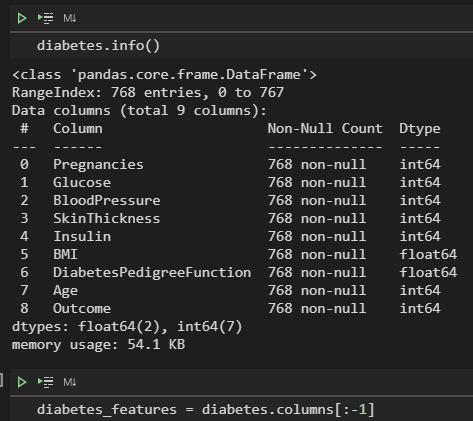 M↓
diabetes.info()
<class 'pandas.core.frame.DataFrame'>
RangeIndex: 768 entries, 0 to 767
Data columns (total 9 columns):
 #   Column                    Non-Null Count  Dtype
---  ------                    --------------  -----
 0   Pregnancies               768 non-null    int64
 1   Glucose                   768 non-null    int64
 2   BloodPressure             768 non-null    int64
 3   SkinThickness             768 non-null    int64
 4   Insulin                   768 non-null    int64
 5   BMI                       768 non-null    float64
 6   DiabetesPedigreeFunction  768 non-null    float64
 7   Age                       768 non-null    int64
 8   Outcome                   768 non-null    int64
dtypes: float64(2), int64(7)
memory usage: 54.1 KB
] M↓
diabetes_features = diabetes.columns[:-1]